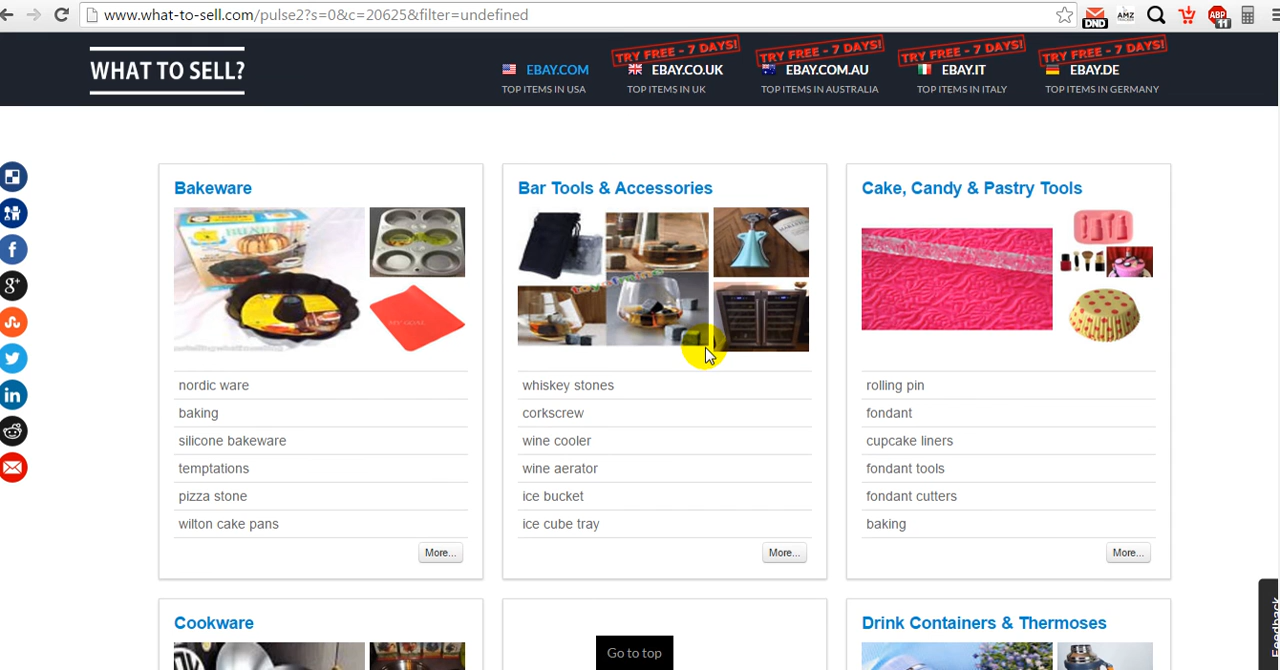 www.what-to-sell.com/pulse2?s=0&c=20625&filter=undefined
DND
AMZ
ABP
11
WHAT TO SELL?
EBAY.COM
TOP ITEMS IN USA
TRY FREE - 7 DAYS!
EBAY.CO.UK
TOP ITEMS IN UK
TRY FREE - 7 DAYS!
EBAY.COM.AU
TOP ITEMS IN AUSTRALIA
TRY FREE - 7 DAYS!
EBAY.IT
TOP ITEMS IN ITALY
TRY FREE - 7 DAYS!
EBAY.DE
TOP ITEMS IN GERMANY
Bakeware
nordic ware
baking
silicone bakeware
temptations
pizza stone
wilton cake pans
More...
Bar Tools & Accessories
whiskey stones
corkscrew
wine cooler
wine aerator
ice bucket
ice cube tray
More...
Cake, Candy & Pastry Tools
rolling pin
fondant
cupcake liners
fondant tools
fondant cutters
baking
More...
Cookware
Go to top
Drink Containers & Thermoses
Feedback